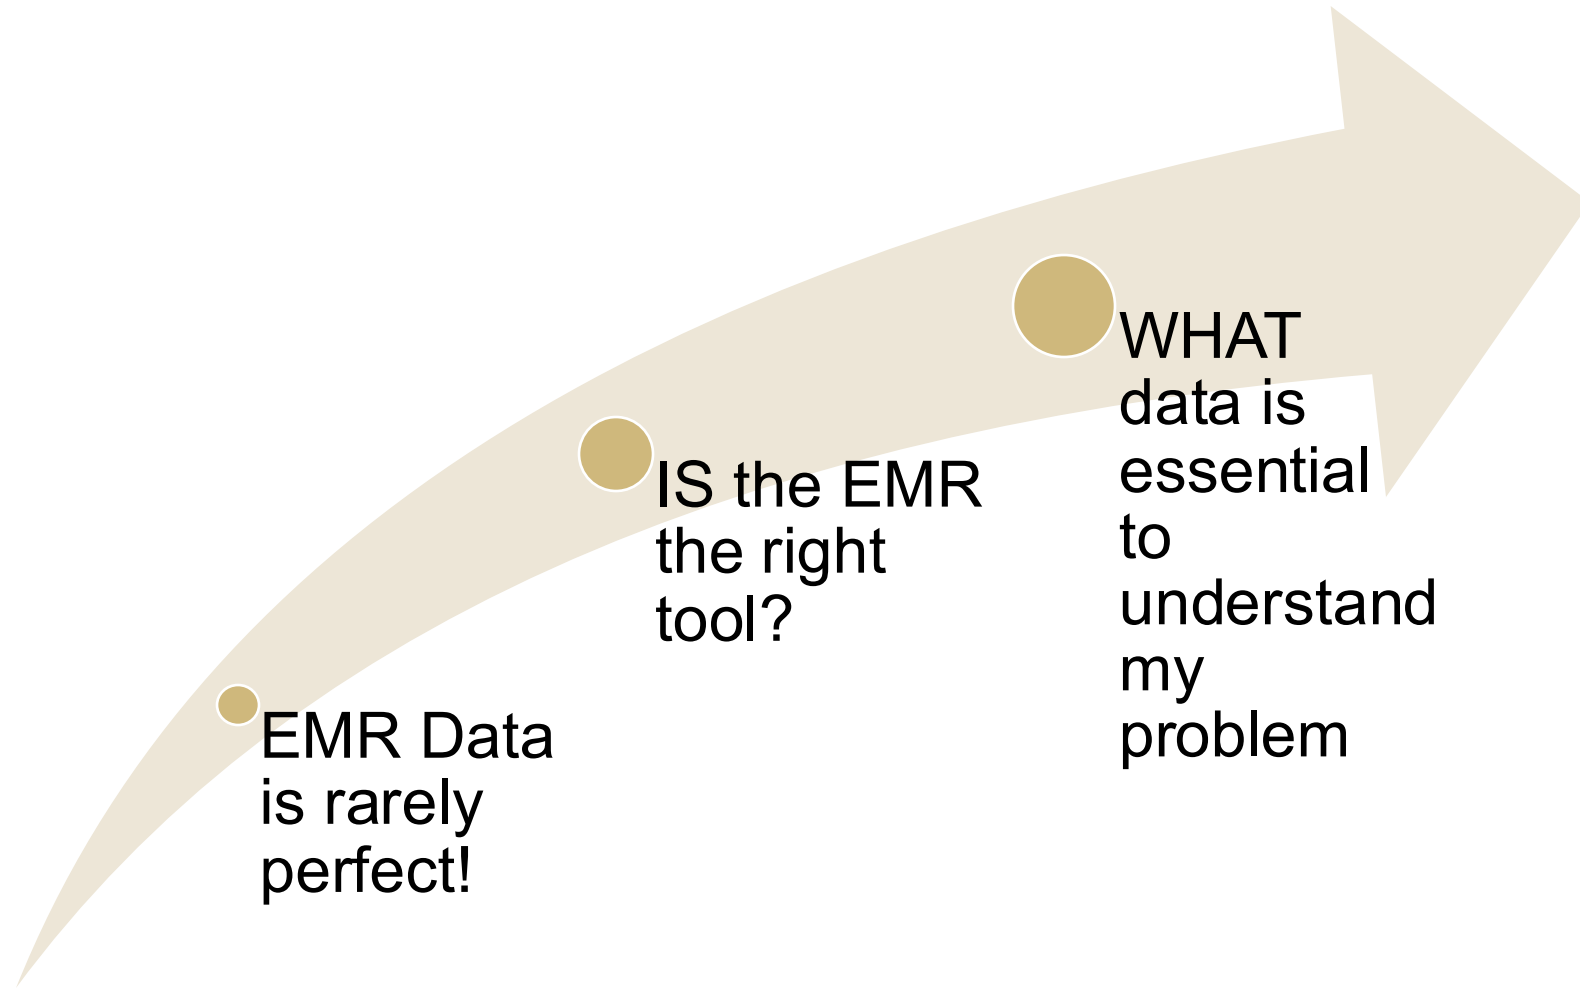 EMR Data
is rarely
perfect!
IS the EMR
the right
tool?
WHAT
data is
essential
to
understand
my
problem